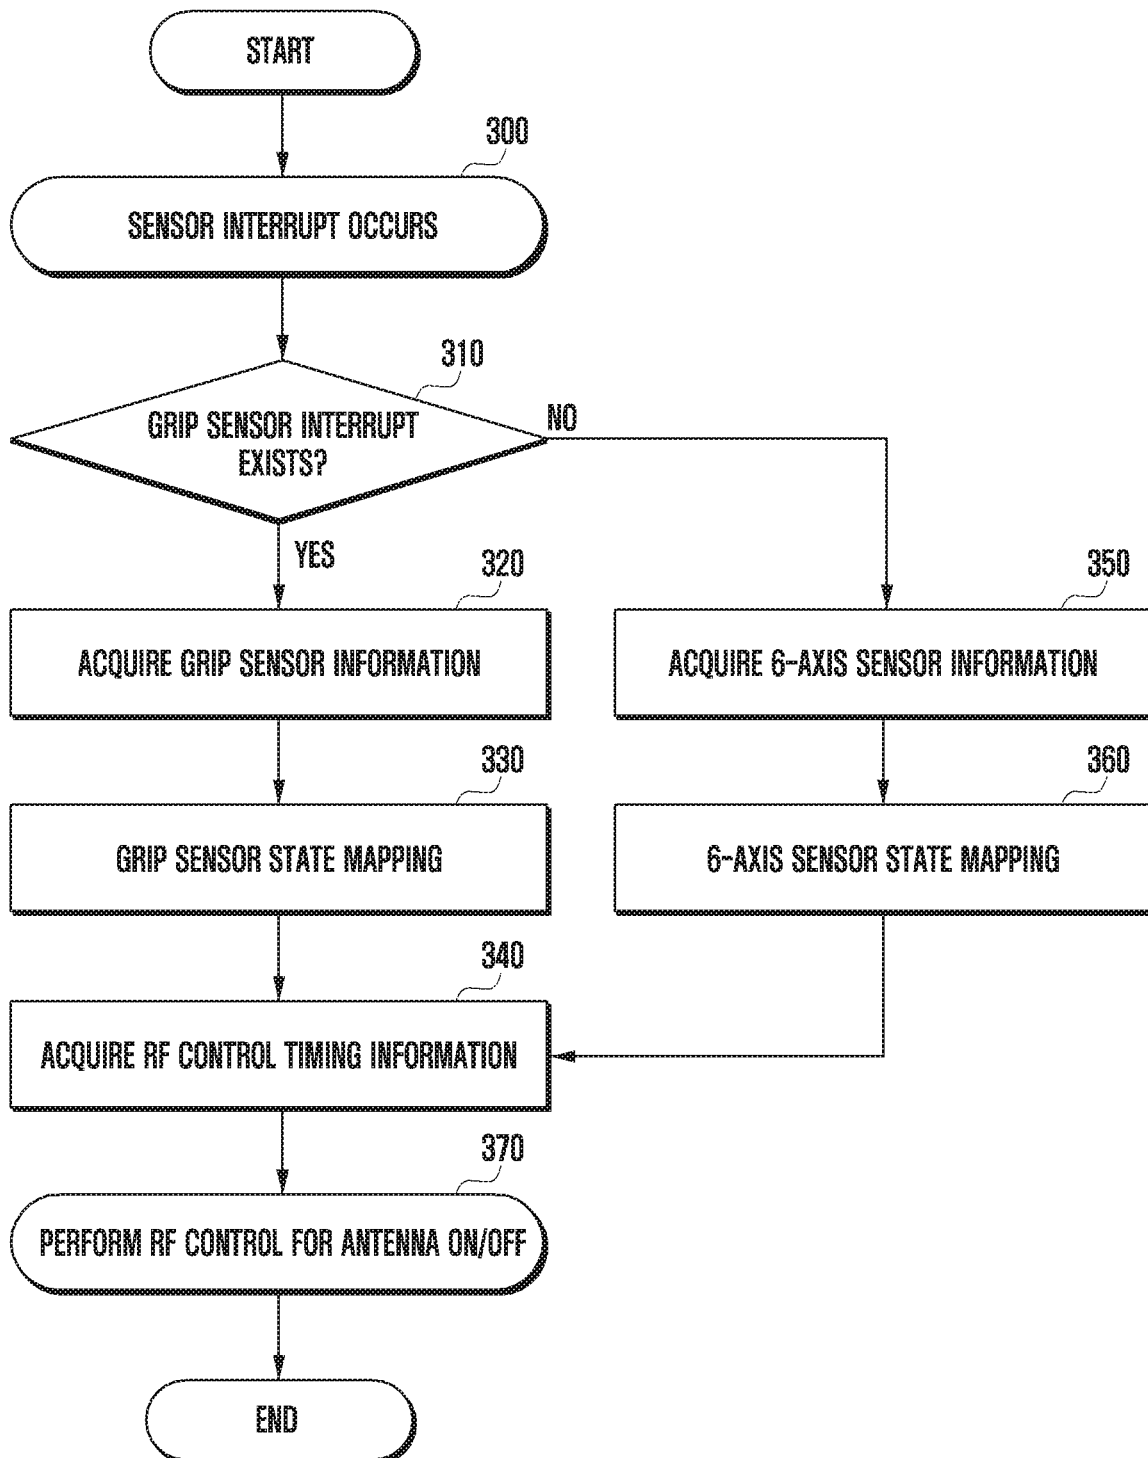 START
300
SENSOR INTERRUPT OCCURS
310
GRIP SENSOR INTERRUPT
EXISTS?
NO
YES
320
ACQUIRE GRIP SENSOR INFORMATION
350
ACQUIRE 6-AXIS SENSOR INFORMATION
330
GRIP SENSOR STATE MAPPING
360
6-AXIS SENSOR STATE MAPPING
340
ACQUIRE RF CONTROL TIMING INFORMATION
370
PERFORM RF CONTROL FOR ANTENNA ON/OFF
END